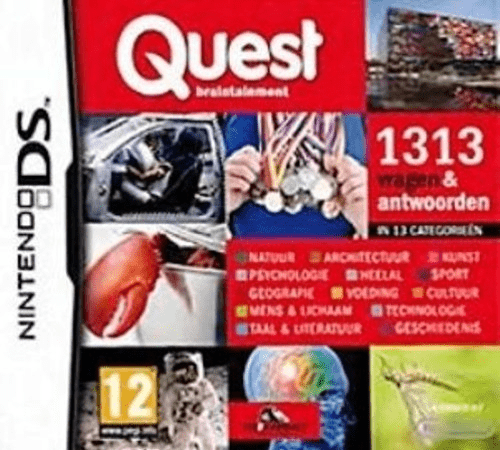 NINTENDO DS
Quest
braintainment
1313
vragen &
antwoorden
IN 13 CATEGORIEËN
NATUUR ARCHITECTUUR KUNST
PSYCHOLOGIE HEELAL SPORT
GEOGRAFIE VOEDING CULTUUR
MENS & LICHAAM TECHNOLOGIE
TAAL & LITERATUUR GESCHIEDENIS
12
www.pegi.info